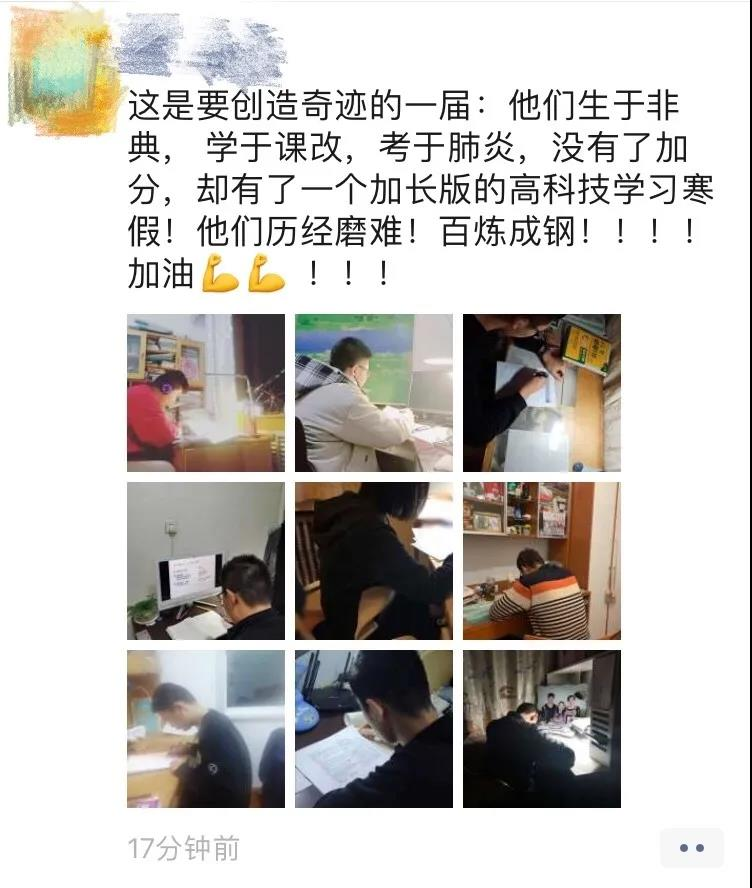 这是要创造奇迹的一届：他们生于非
典， 学于课改，考于肺炎，没有了加
分，却有了一个加长版的高科技学习寒
假！他们历经磨难！百炼成钢！！！！
加油💪💪 ！！！
17分钟前